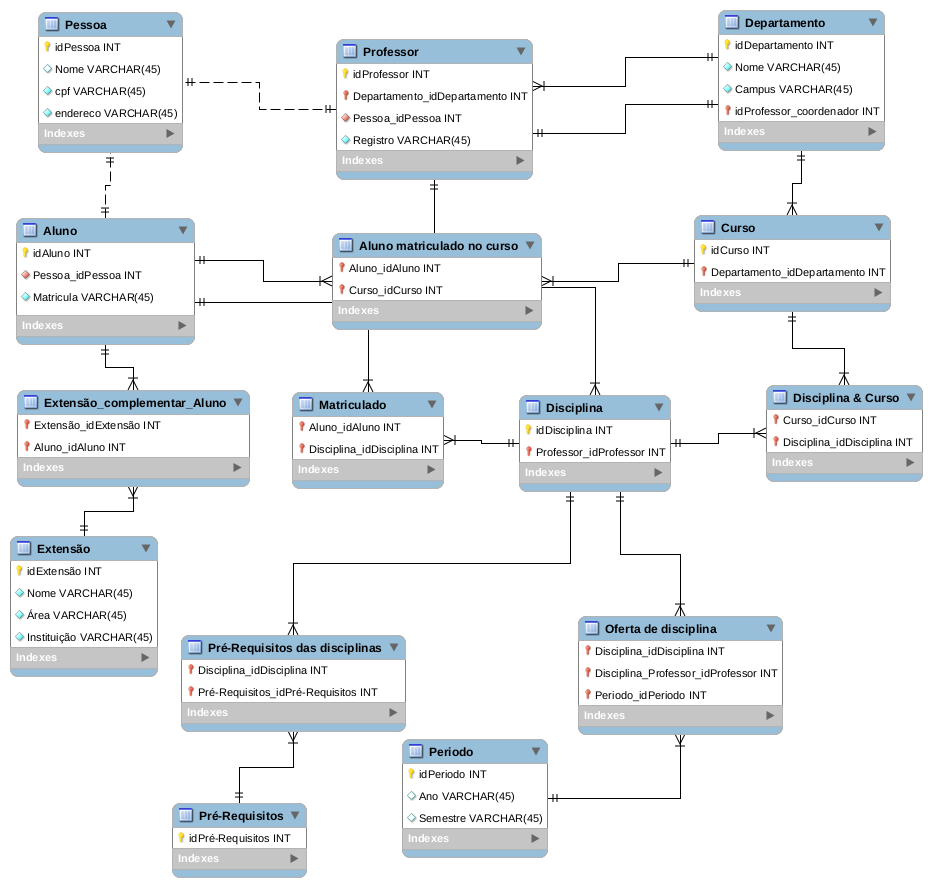 Pessoa
idPessoa INT
Nome VARCHAR(45)
cpf VARCHAR(45)
endereco VARCHAR(45)
Indexes
Professor
idProfessor INT
Departamento_idDepartamento INT
Pessoa_idPessoa INT
Registro VARCHAR(45)
Indexes
Departamento
idDepartamento INT
Nome VARCHAR(45)
Campus VARCHAR(45)
idProfessor_coordenador INT
Indexes
Aluno
idAluno INT
Pessoa_idPessoa INT
Matricula VARCHAR(45)
Indexes
Aluno matriculado no curso
Aluno_idAluno INT
Curso_idCurso INT
Indexes
Curso
idCurso INT
Departamento_idDepartamento INT
Indexes
Extensão_complementar_Aluno
Extensão_idExtensão INT
Aluno_idAluno INT
Indexes
Matriculado
Aluno_idAluno INT
Disciplina_idDisciplina INT
Indexes
Disciplina
idDisciplina INT
Professor_idProfessor INT
Indexes
Disciplina & Curso
Curso_idCurso INT
Disciplina_idDisciplina INT
Indexes
Extensão
idExtensão INT
Nome VARCHAR(45)
Área VARCHAR(45)
Instituição VARCHAR(45)
Indexes
Pré-Requisitos das disciplinas
Disciplina_idDisciplina INT
Pré-Requisitos_idPré-Requisitos INT
Indexes
Oferta de disciplina
Disciplina_idDisciplina INT
Disciplina_Professor_idProfessor INT
Periodo_idPeriodo INT
Indexes
Pré-Requisitos
idPré-Requisitos INT
Indexes
Periodo
idPeriodo INT
Ano VARCHAR(45)
Semestre VARCHAR(45)
Indexes